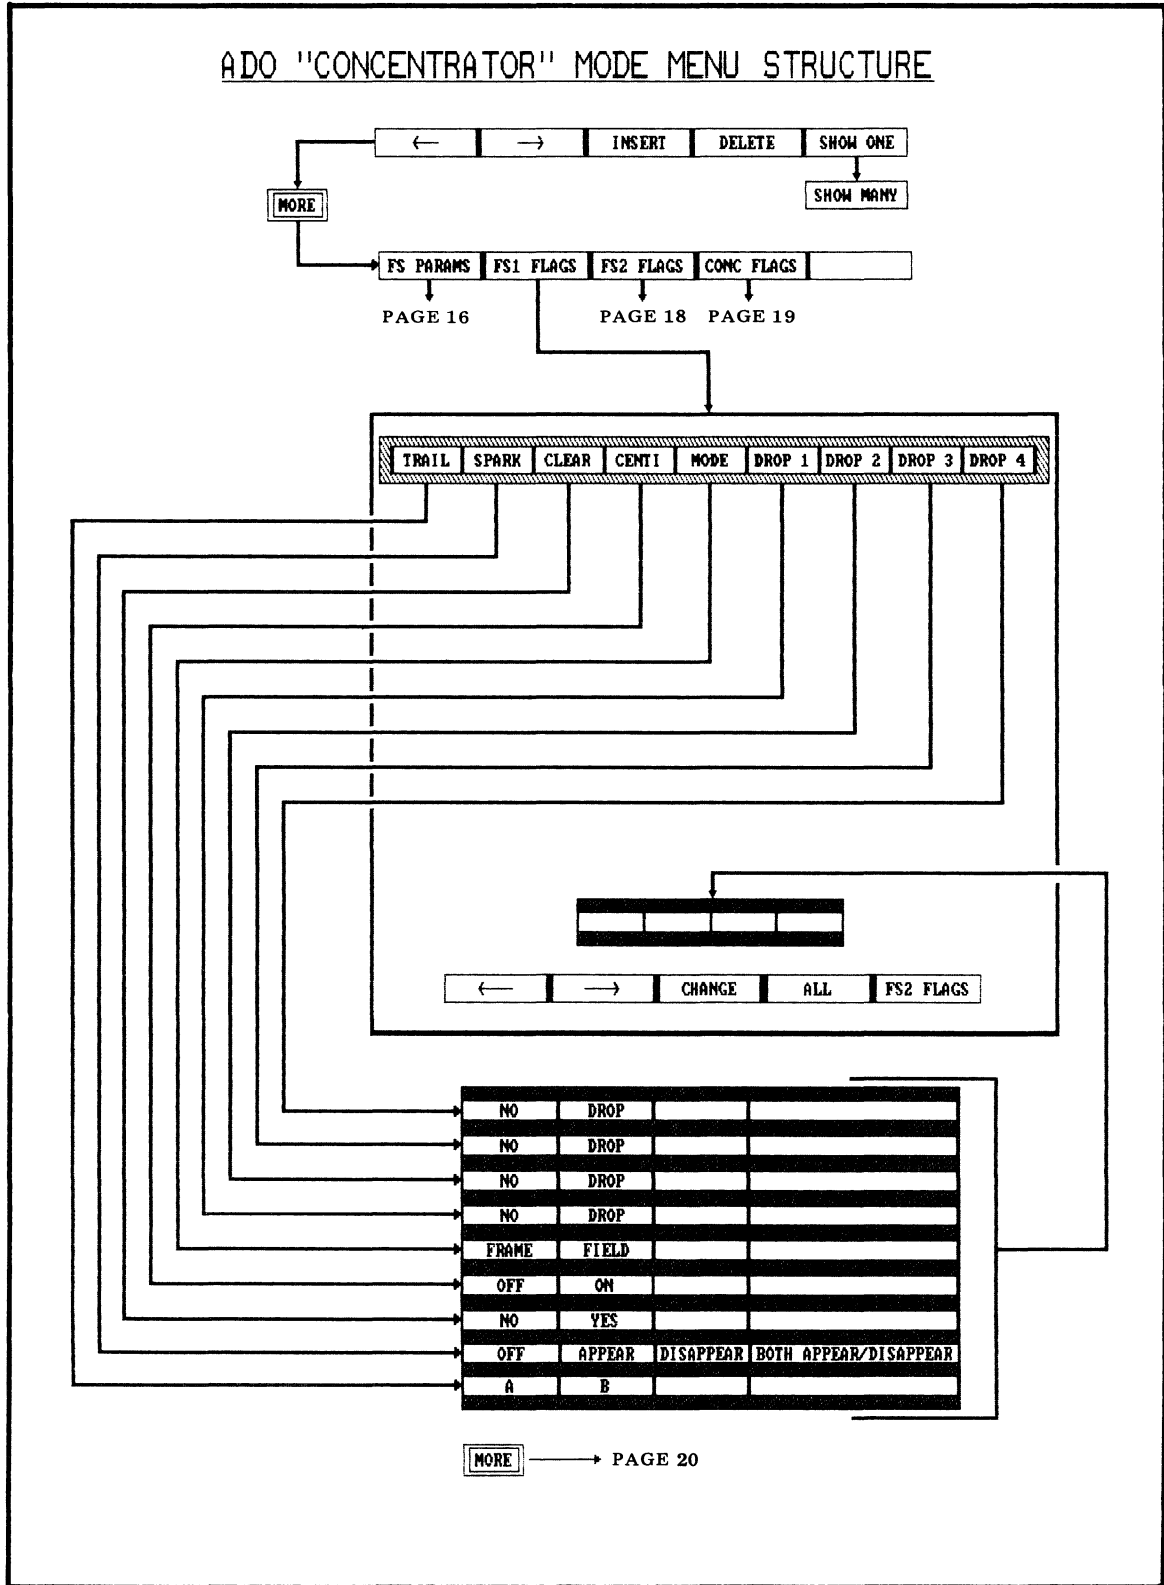 ADO "CONCENTRATOR" MODE MENU STRUCTURE
← → INSERT DELETE SHOW ONE
SHOW MANY
MORE
FS PARAMS FS1 FLAGS FS2 FLAGS CONC FLAGS
PAGE 16 PAGE 18 PAGE 19
TRAIL SPARK CLEAR CENTI MODE DROP 1 DROP 2 DROP 3 DROP 4
← → CHANGE ALL FS2 FLAGS
NO DROP
NO DROP
NO DROP
NO DROP
FRAME FIELD
OFF ON
NO YES
OFF APPEAR DISAPPEAR BOTH APPEAR/DISAPPEAR
A B
MORE → PAGE 20